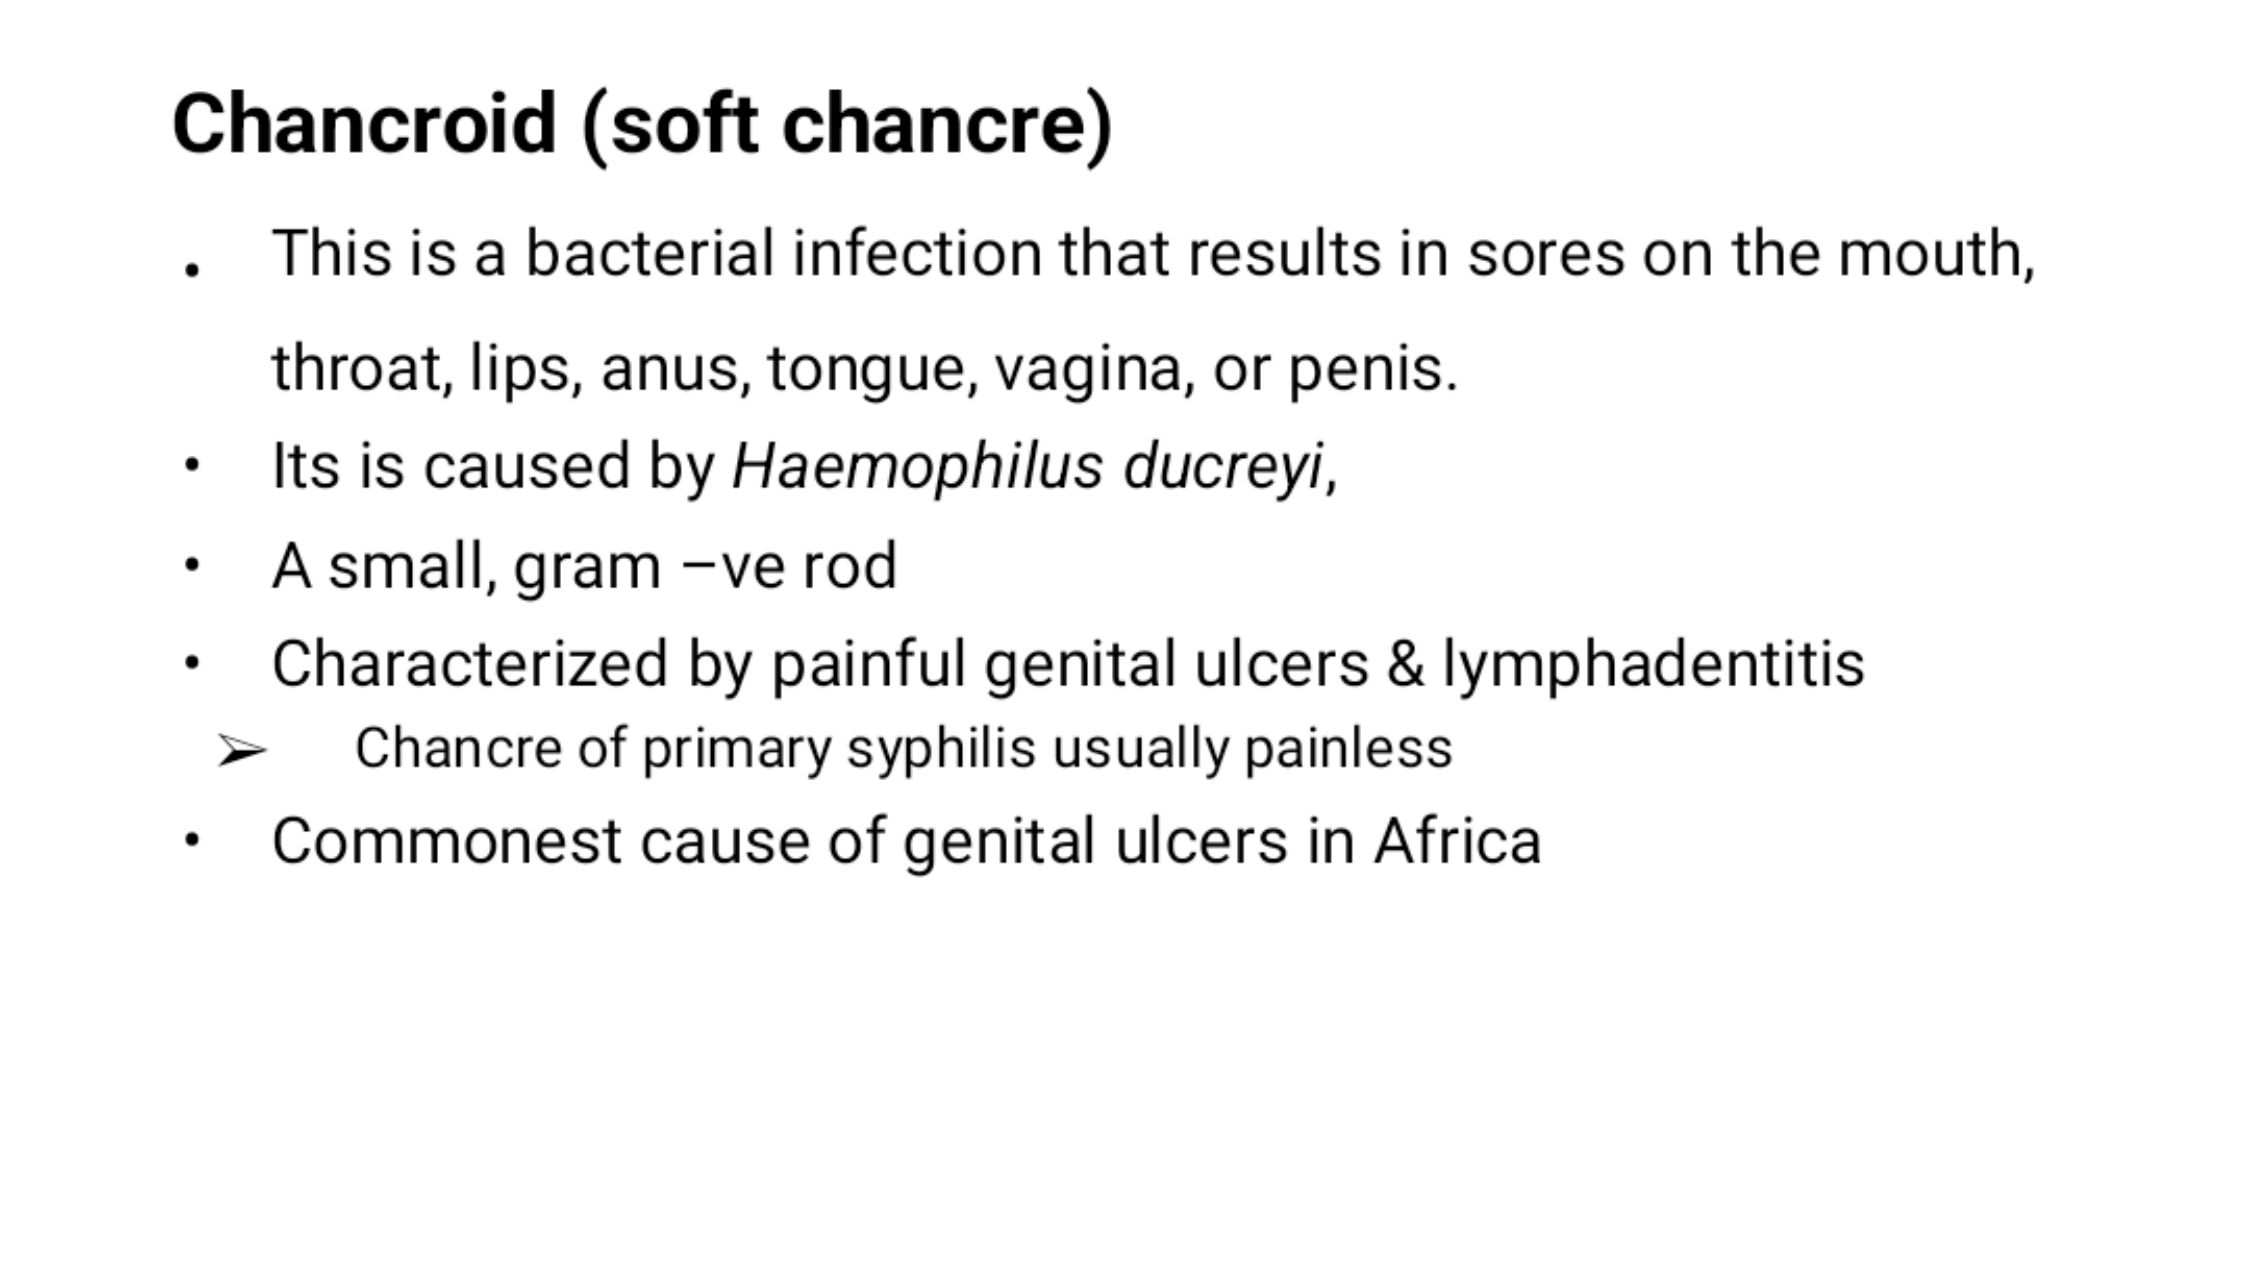 Chancroid (soft chancre)
• This is a bacterial infection that results in sores on the mouth,
throat, lips, anus, tongue, vagina, or penis.
• Its is caused by Haemophilus ducreyi,
• A small, gram –ve rod
• Characterized by painful genital ulcers & lymphadentitis
➢ Chancre of primary syphilis usually painless
• Commonest cause of genital ulcers in Africa